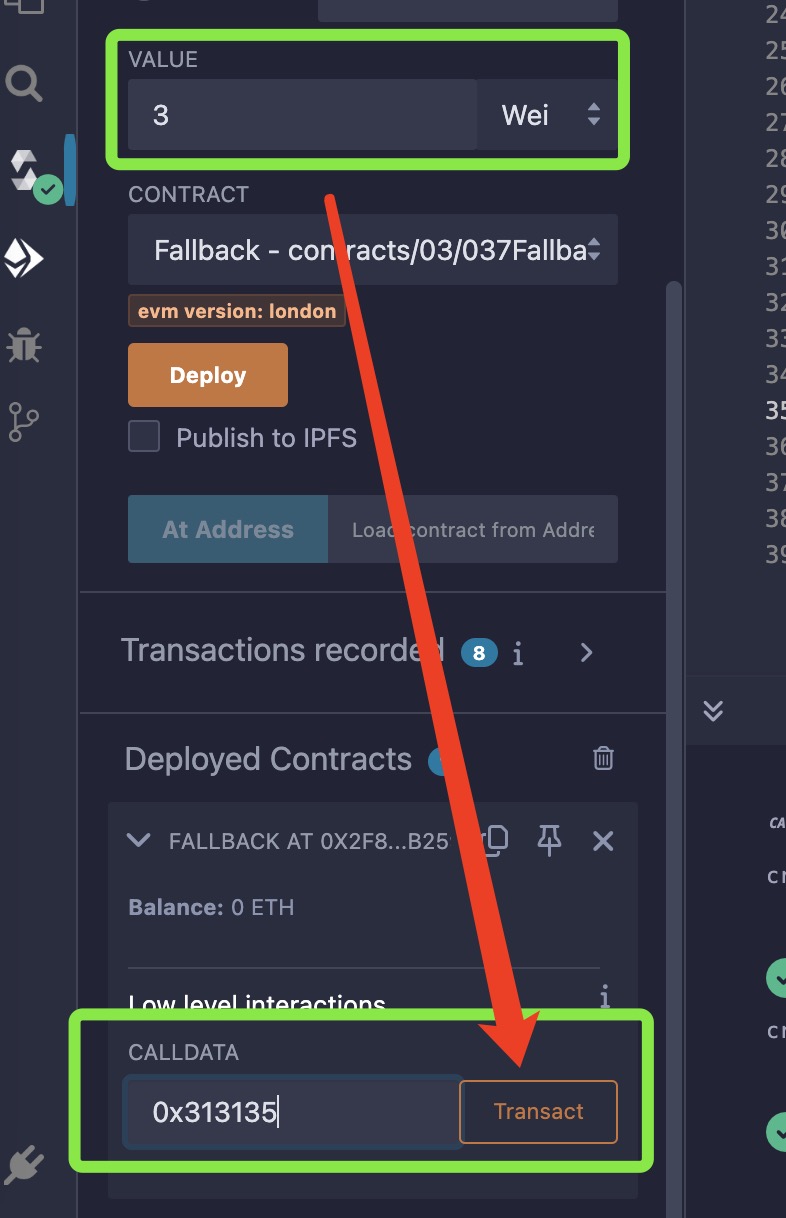 24
25
26
27
28
29
30
31
32
33
34
35
36
37
38
39
VALUE
3 Wei
CONTRACT
Fallback - contracts/03/037Fallba
evm version: london
Deploy
Publish to IPFS
At Address
Load contract from Addre
Transactions recorded 8 i
Deployed Contracts
FALLBACK AT 0X2F8...B25
Balance: 0 ETH
Low level interactions i
CALLDATA
0x313135
Transact